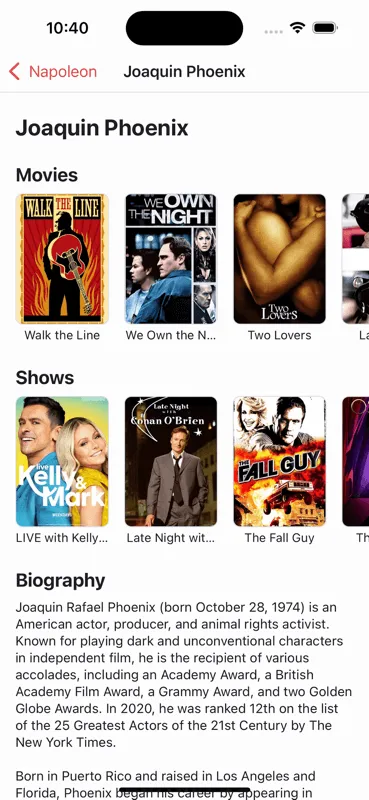 10:40
Napoleon
Joaquin Phoenix
Joaquin Phoenix
Movies
WALK THE LINE
WE OWN
THE NIGHT
Two
Lovers
Walk the Line
We Own the N...
Two Lovers
La
Shows
live
Kelly &
Mark
Late Night
with
Conan O'Brien
THE
FALL GUY
LIVE with Kelly...
Late Night wit...
The Fall Guy
Th
Biography
Joaquin Rafael Phoenix (born October 28, 1974) is an
American actor, producer, and animal rights activist.
Known for playing dark and unconventional characters
in independent film, he is the recipient of various
accolades, including an Academy Award, a British
Academy Film Award, a Grammy Award, and two Golden
Globe Awards. In 2020, he was ranked 12th on the list
of the 25 Greatest Actors of the 21st Century by The
New York Times.
Born in Puerto Rico and raised in Los Angeles and
Florida, Phoenix began his career by appearing in